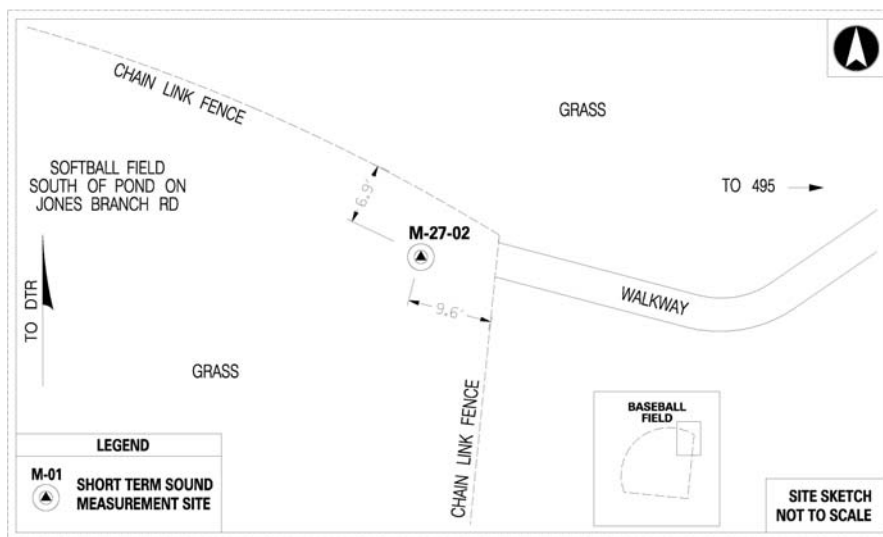 CHAIN LINK FENCE
GRASS
SOFTBALL FIELD
SOUTH OF POND ON
JONES BRANCH RD
6.9'
TO 495
M-27-02
TO DTR
WALKWAY
9.6'
GRASS
CHAIN LINK FENCE
BASEBALL
FIELD
LEGEND
M-01
SHORT TERM SOUND
MEASUREMENT SITE
SITE SKETCH
NOT TO SCALE